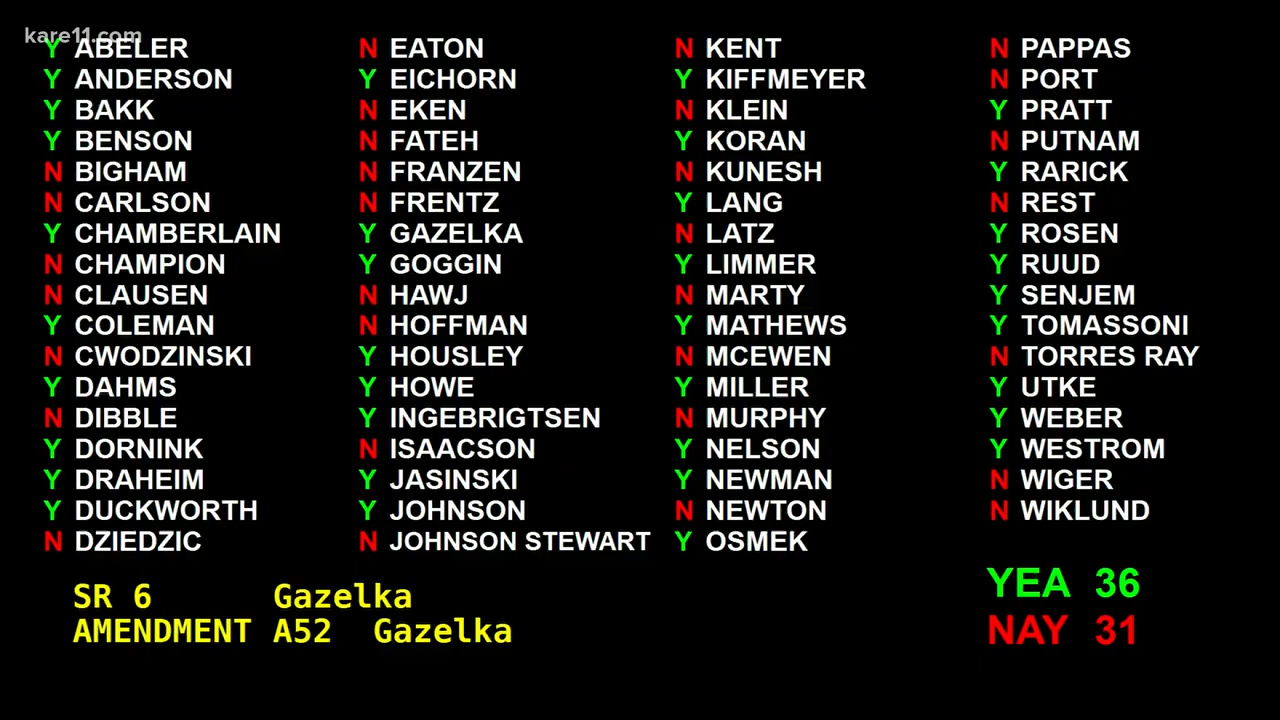 kare11.com
Y ABELER
Y ANDERSON
Y BAKK
Y BENSON
N BIGHAM
N CARLSON
Y CHAMBERLAIN
N CHAMPION
N CLAUSEN
Y COLEMAN
N CWODZINSKI
Y DAHMS
N DIBBLE
Y DORNINK
Y DRAHEIM
Y DUCKWORTH
N DZIEDZIC
N EATON
Y EICHORN
N EKEN
N FATEH
N FRANZEN
N FRENTZ
Y GAZELKA
Y GOGGIN
N HAWJ
N HOFFMAN
Y HOUSLEY
Y HOWE
Y INGEBRIGTSEN
N ISAACSON
Y JASINSKI
Y JOHNSON
N JOHNSON STEWART
N KENT
Y KIFFMEYER
N KLEIN
Y KORAN
N KUNESH
Y LANG
N LATZ
Y LIMMER
N MARTY
Y MATHEWS
N MCEWEN
Y MILLER
N MURPHY
Y NELSON
Y NEWMAN
N NEWTON
Y OSMEK
N PAPPAS
N PORT
Y PRATT
N PUTNAM
Y RARICK
N REST
Y ROSEN
Y RUUD
Y SENJEM
Y TOMASSONI
N TORRES RAY
Y UTKE
Y WEBER
Y WESTROM
N WIGER
N WIKLUND
SR 6 Gazelka
AMENDMENT A52 Gazelka
YEA 36
NAY 31